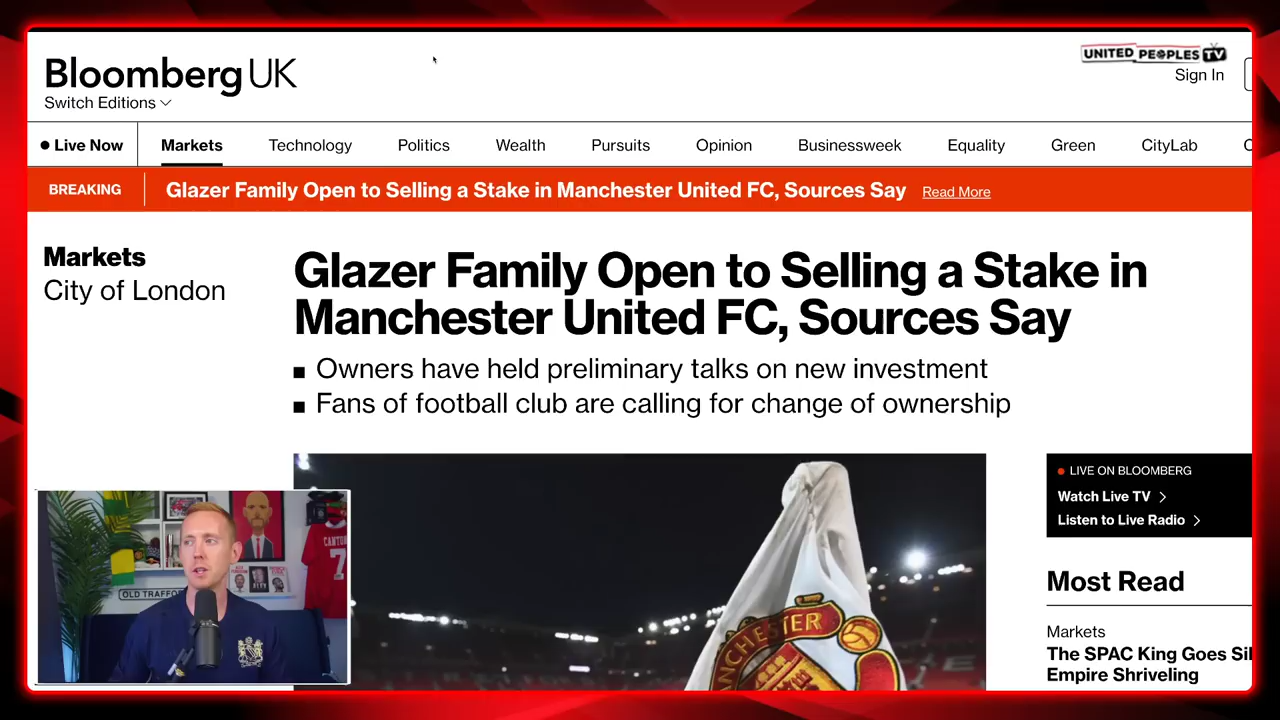 Bloomberg UK
UNITED PEOPLES TV
Switch Editions
Sign In
Live Now
Markets
Technology
Politics
Wealth
Pursuits
Opinion
Businessweek
Equality
Green
CityLab
BREAKING
Glazer Family Open to Selling a Stake in Manchester United FC, Sources Say
Read More
Markets
City of London
Glazer Family Open to Selling a Stake in
Manchester United FC, Sources Say
Owners have held preliminary talks on new investment
Fans of football club are calling for change of ownership
LIVE ON BLOOMBERG
Watch Live TV
Listen to Live Radio
Most Read
Markets
The SPAC King Goes Sil
Empire Shriveling
ANCHESTER
OLD TRAFFO
CANTO
7